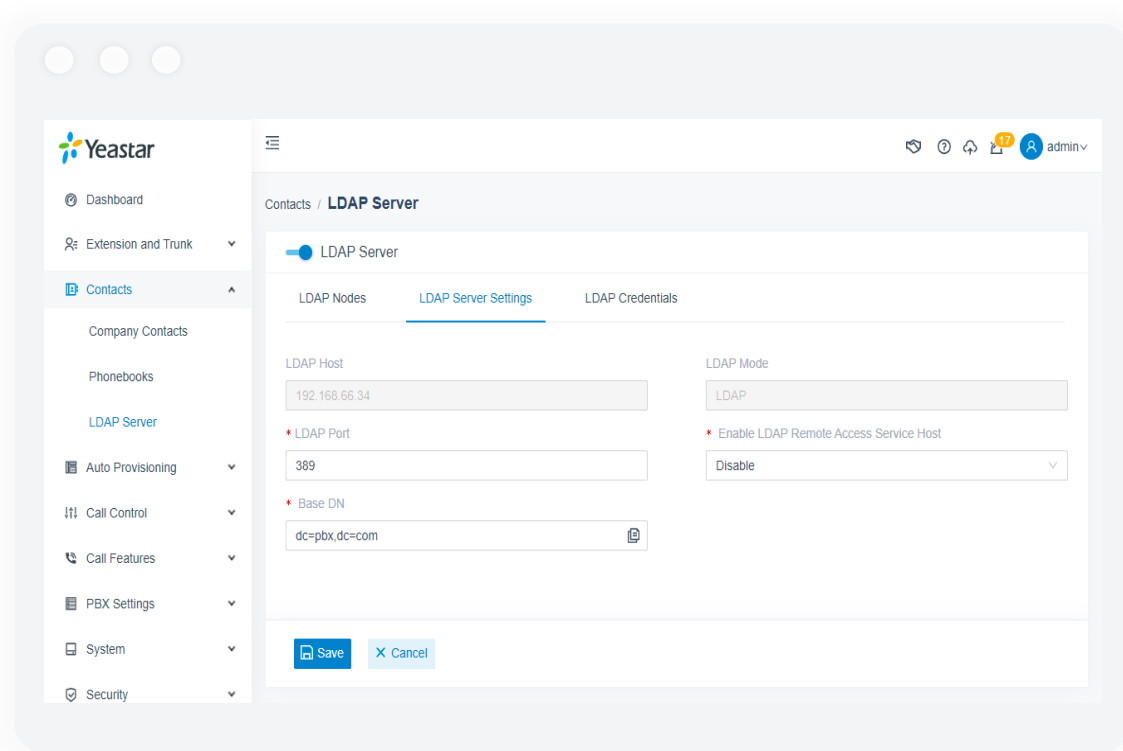 Yeastar
17
admin
Dashboard
Contacts / LDAP Server
Extension and Trunk
LDAP Server
Contacts
LDAP Nodes
LDAP Server Settings
LDAP Credentials
Company Contacts
Phonebooks
LDAP Server
Auto Provisioning
Call Control
Call Features
PBX Settings
System
Security
LDAP Host
192.168.66.34
LDAP Mode
LDAP
* LDAP Port
389
* Enable LDAP Remote Access Service Host
Disable
* Base DN
dc=pbx,dc=com
Save
Cancel